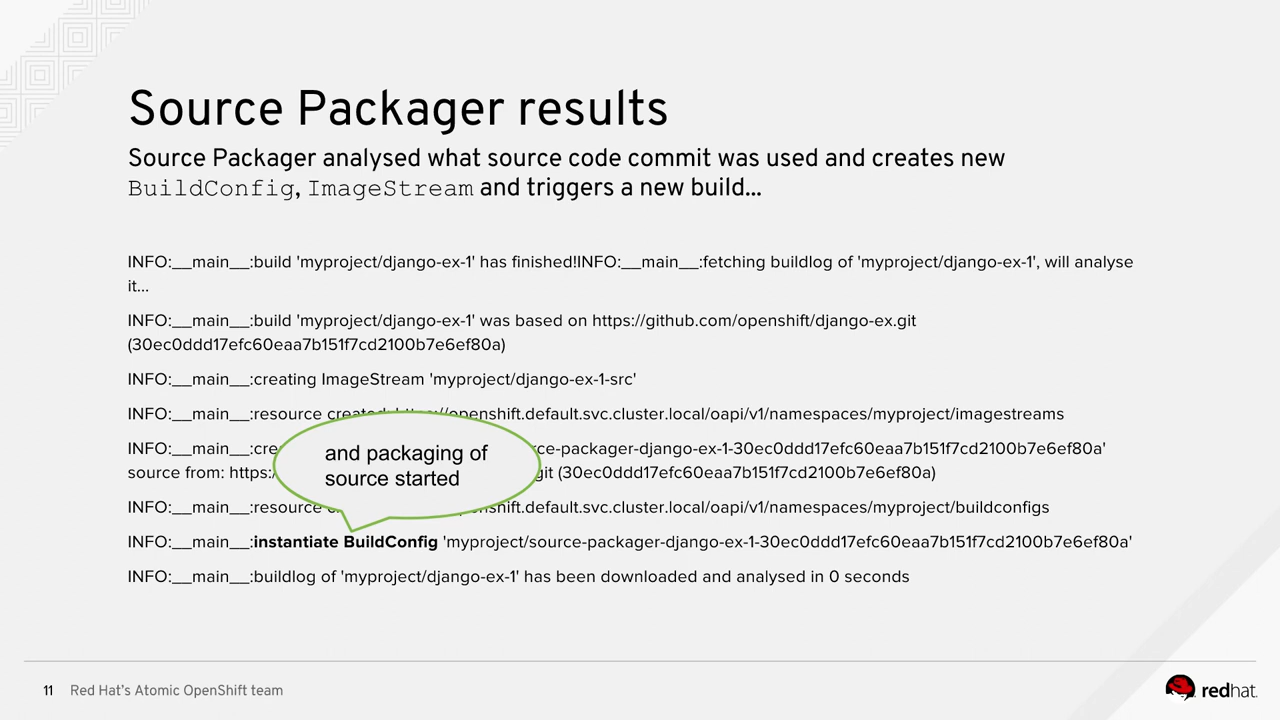 Source Packager results
Source Packager analysed what source code commit was used and creates new
BuildConfig, ImageStream and triggers a new build...
INFO:__main__:build 'myproject/django-ex-1' has finished!INFO:__main__:fetching buildlog of 'myproject/django-ex-1', will analyse
it...
INFO:__main__:build 'myproject/django-ex-1' was based on https://github.com/openshift/django-ex.git
(30ec0ddd17efc60eaa7b151f7cd2100b7e6ef80a)
INFO:__main__:creating ImageStream 'myproject/django-ex-1-src'
INFO:__main__:resource created: https://openshift.default.svc.cluster.local/oapi/v1/namespaces/myproject/imagestreams
INFO:__main__:cre ce-packager-django-ex-1-30ec0ddd17efc60eaa7b151f7cd2100b7e6ef80a'
source from: https: git (30ec0ddd17efc60eaa7b151f7cd2100b7e6ef80a)
and packaging of
source started
INFO:__main__:resource openshift.default.svc.cluster.local/oapi/v1/namespaces/myproject/buildconfigs
INFO:__main__:instantiate BuildConfig 'myproject/source-packager-django-ex-1-30ec0ddd17efc60eaa7b151f7cd2100b7e6ef80a'
INFO:__main__:buildlog of 'myproject/django-ex-1' has been downloaded and analysed in 0 seconds
11 Red Hat's Atomic OpenShift team
redhat.